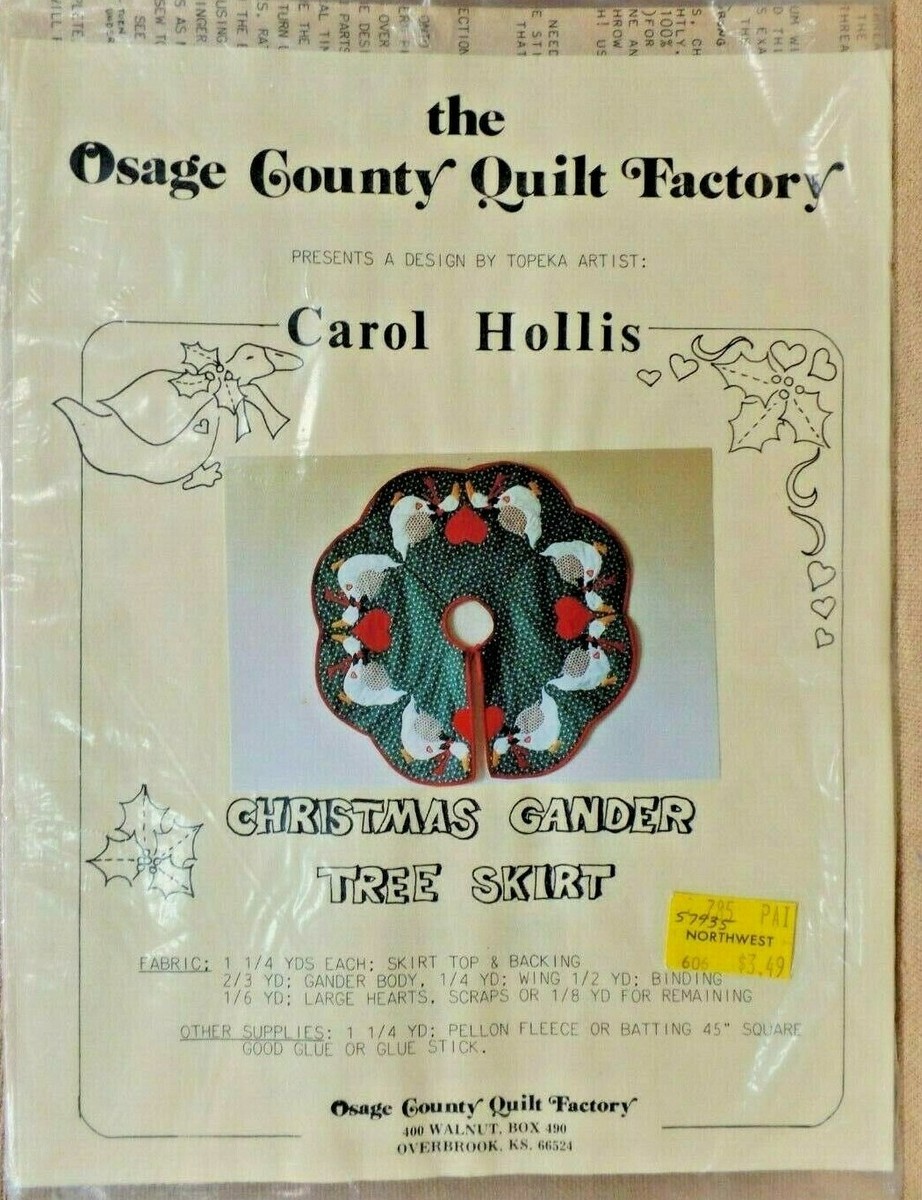 the
Osage County Quilt Factory
PRESENTS A DESIGN BY TOPEKA ARTIST:
Carol Hollis
CHRISTMAS GANDER
TREE SKIRT
795 PAI
57935
NORTHWEST
606 $3.49
FABRIC: 1 1/4 YDS EACH; SKIRT TOP & BACKING
2/3 YD; GANDER BODY, 1/4 YD; WING 1/2 YD; BINDING
1/6 YD; LARGE HEARTS, SCRAPS OR 1/8 YD FOR REMAINING
OTHER SUPPLIES: 1 1/4 YD; PELLON FLEECE OR BATTING 45" SQUARE
GOOD GLUE OR GLUE STICK.
Osage County Quilt Factory
400 WALNUT, BOX 490
OVERBROOK, KS. 66524